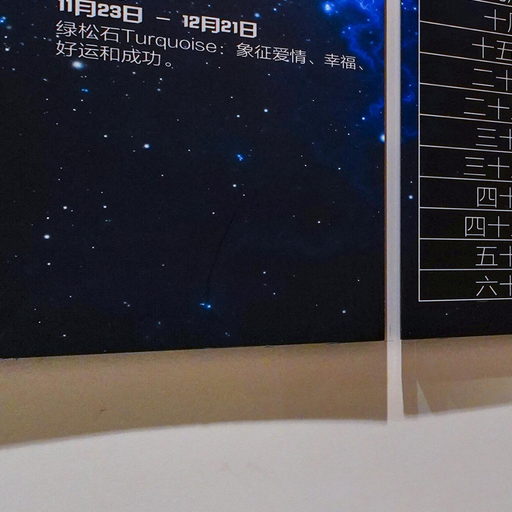 11月23日 – 12月21日
绿松石Turquoise：象征爱情、幸福、
好运和成功。
十
十五
二十
二十
三十
三十
四十
四十
五十
六十